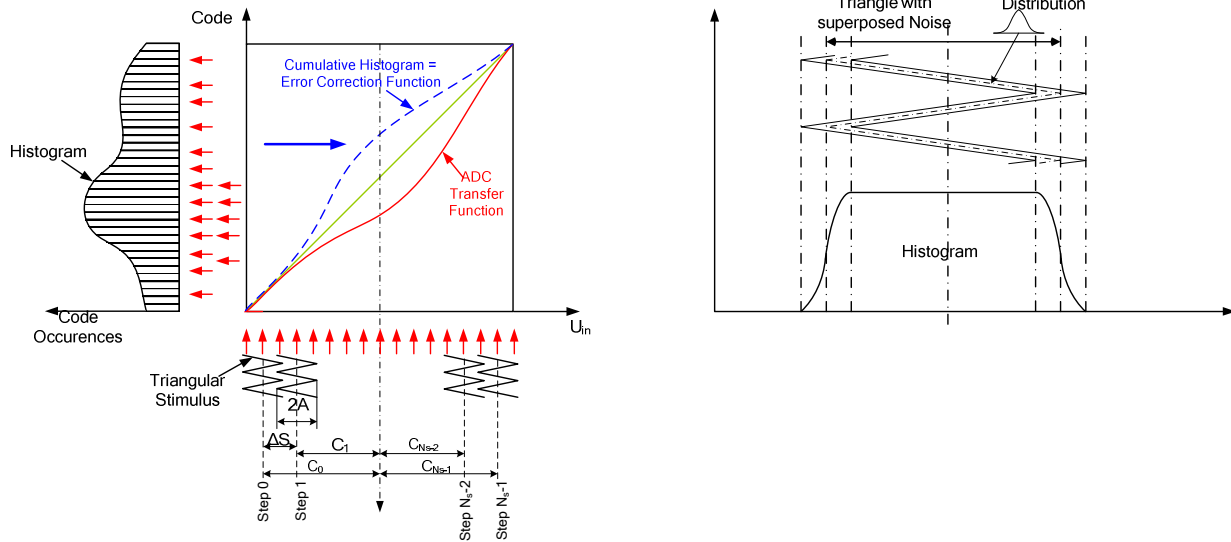 Code
Cumulative Histogram =
Error Correction Function
Histogram
ADC
Transfer
Function
Code
Occurences
Uin
Triangular
Stimulus
2A
ΔS
C1
CNs-2
C0
CNs-1
Step 0
Step 1
Step Ns-2
Step Ns-1
Triangle with
superposed Noise
Distribution
Histogram